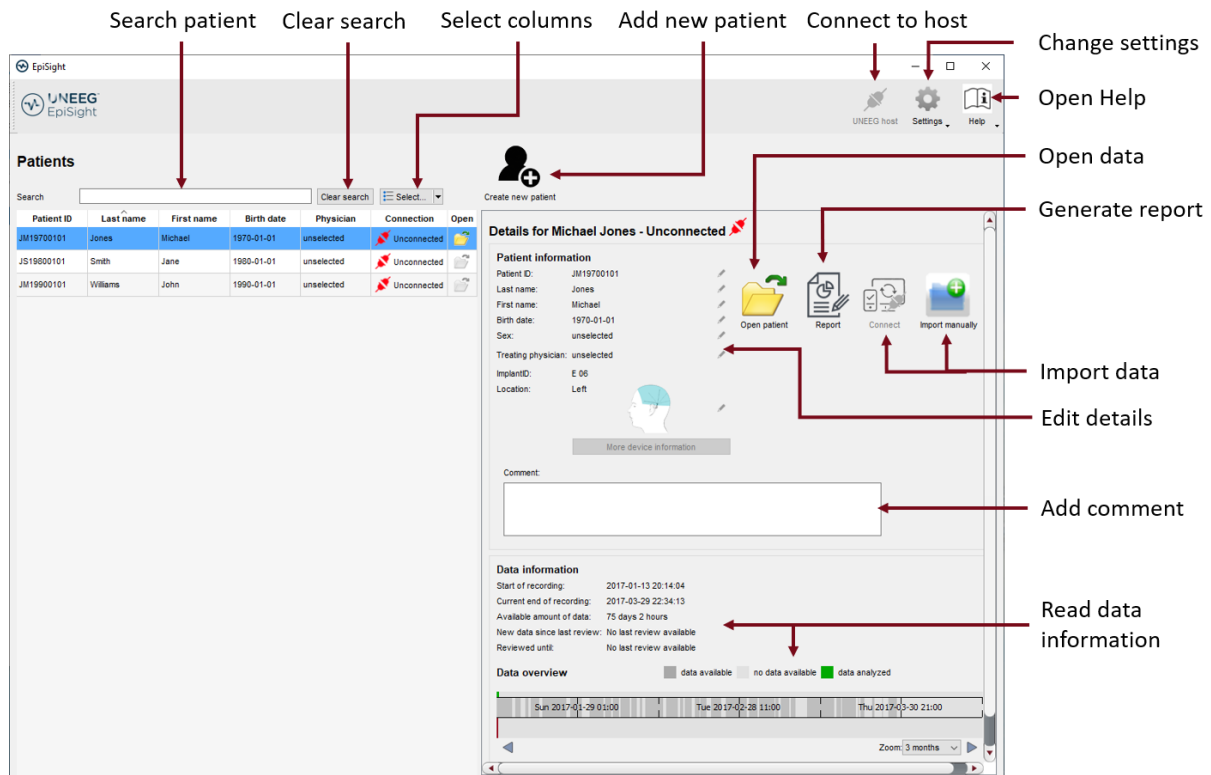 Search patient
Clear search
Select columns
Add new patient
Connect to host
Change settings
EpiSight
UNEEG
EpiSight
UNEEG host
Settings
Help
Open Help
Patients
Create new patient
Open data
Search
Clear search
Select...
Generate report
Patient ID Last name First name Birth date Physician Connection Open
JM19700101 Jones Michael 1970-01-01 unselected Unconnected
JS19800101 Smith Jane 1980-01-01 unselected Unconnected
JM19900101 Williams John 1990-01-01 unselected Unconnected
Details for Michael Jones - Unconnected
Patient information
Patient ID: JM19700101
Last name: Jones
First name: Michael
Birth date: 1970-01-01
Sex: unselected
Treating physician: unselected
ImplantID: E 06
Location: Left
Open patient
Report
Connect
Import manually
Import data
Edit details
More device information
Comment:
Add comment
Data information
Start of recording: 2017-01-13 20:14:04
Current end of recording: 2017-03-29 22:34:13
Available amount of data: 75 days 2 hours
New data since last review: No last review available
Reviewed until: No last review available
Read data
information
Data overview
data available
no data available
data analyzed
Sun 2017-01-29 01:00
Tue 2017-02-28 11:00
Thu 2017-03-30 21:00
Zoom: 3 months